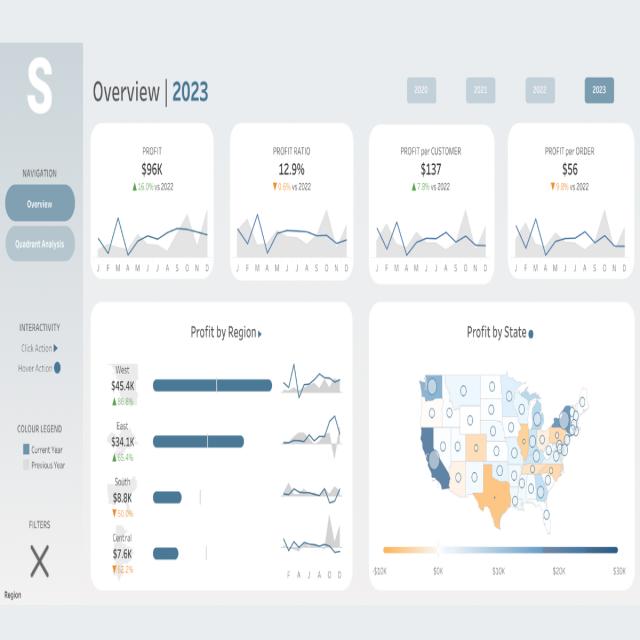 S
Overview | 2023
2020 2021 2022 2023
NAVIGATION
Overview
Quadrant Analysis
INTERACTIVITY
Click Action
Hover Action
COLOUR LEGEND
Current Year
Previous Year
FILTERS
Region
PROFIT
$96K
▲16.0% vs 2022
J F M A M J J A S O N D
PROFIT RATIO
12.9%
▼0.6% vs 2022
J F M A M J J A S O N D
PROFIT per CUSTOMER
$137
▲7.8% vs 2022
J F M A M J J A S O N D
PROFIT per ORDER
$56
▼9.8% vs 2022
J F M A M J J A S O N D
Profit by Region
West
$45.4K
East
$34.1K
▲65.4%
South
$8.8K
▼50.0%
Central
$7.6K
▼62.2%
F A J A O D
Profit by State
-$10K $0K $10K $20K $30K